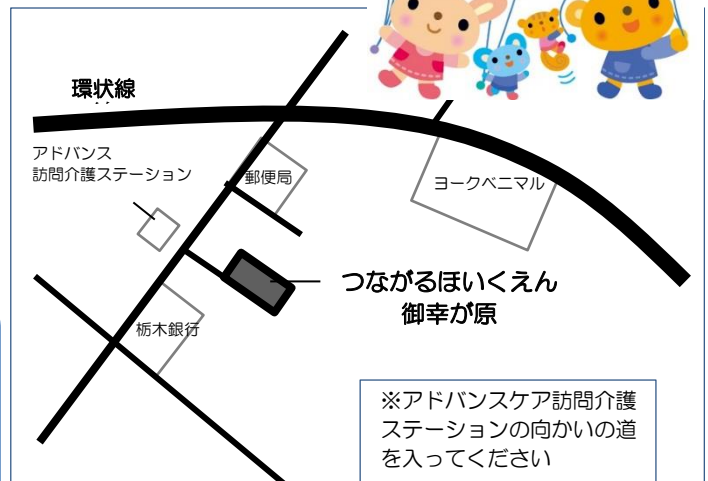 環状線
アドバンス
訪問介護ステーション
郵便局
ヨークベニマル
つながるほいくえん
御幸が原
栃木銀行
※アドバンスケア訪問介護
ステーションの向かいの道
を入ってください